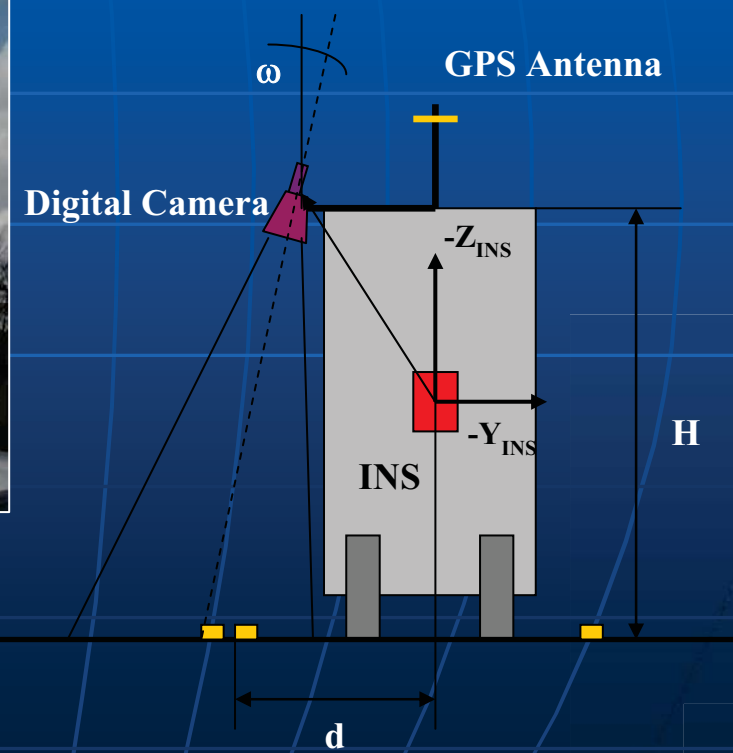 ω
GPS Antenna
Digital Camera
-Z_INS
-Y_INS
H
INS
d